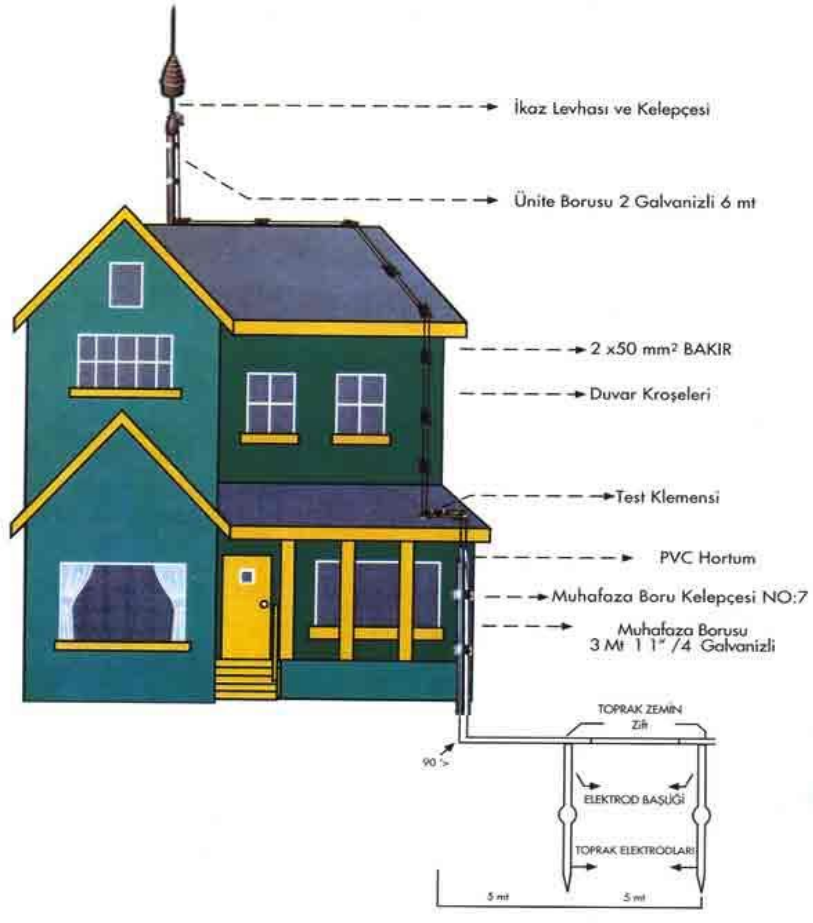 İkaz Levhası ve Kelepçesi
Ünite Borusu 2 Galvanizli 6 mt
2 x50 mm² BAKIR
Duvar Kroşeleri
Test Klemensi
PVC Hortum
Muhafaza Boru Kelepçesi NO:7
Muhafaza Borusu
3 Mt 1 1" /4 Galvanizli
TOPRAK ZEMİN
Zift
90 '>
ELEKTROD BAŞLIĞI
TOPRAK ELEKTRODLARI
5 mt
5 mt